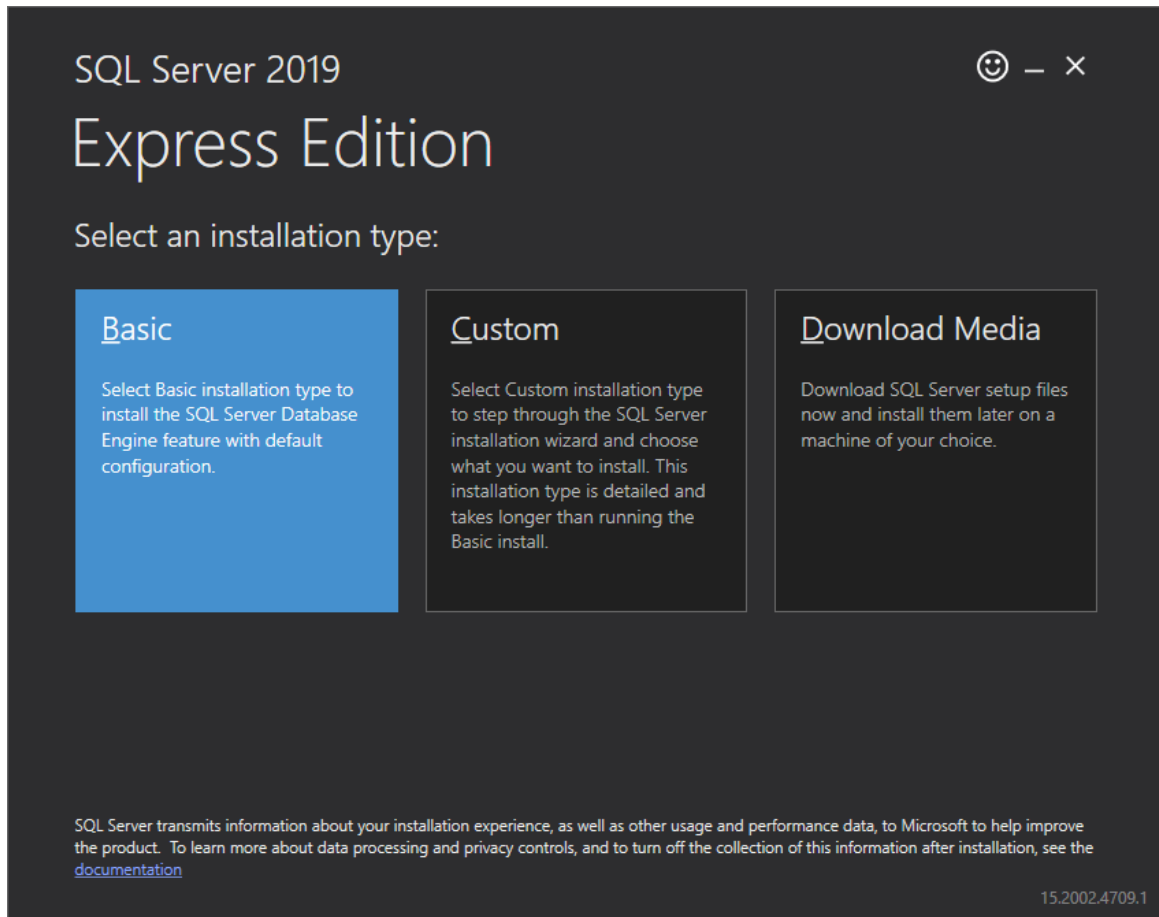 SQL Server 2019
Express Edition
Select an installation type:
Basic
Select Basic installation type to
install the SQL Server Database
Engine feature with default
configuration.
Custom
Select Custom installation type
to step through the SQL Server
installation wizard and choose
what you want to install. This
installation type is detailed and
takes longer than running the
Basic install.
Download Media
Download SQL Server setup files
now and install them later on a
machine of your choice.
SQL Server transmits information about your installation experience, as well as other usage and performance data, to Microsoft to help improve
the product.  To learn more about data processing and privacy controls, and to turn off the collection of this information after installation, see the
documentation
15.2002.4709.1